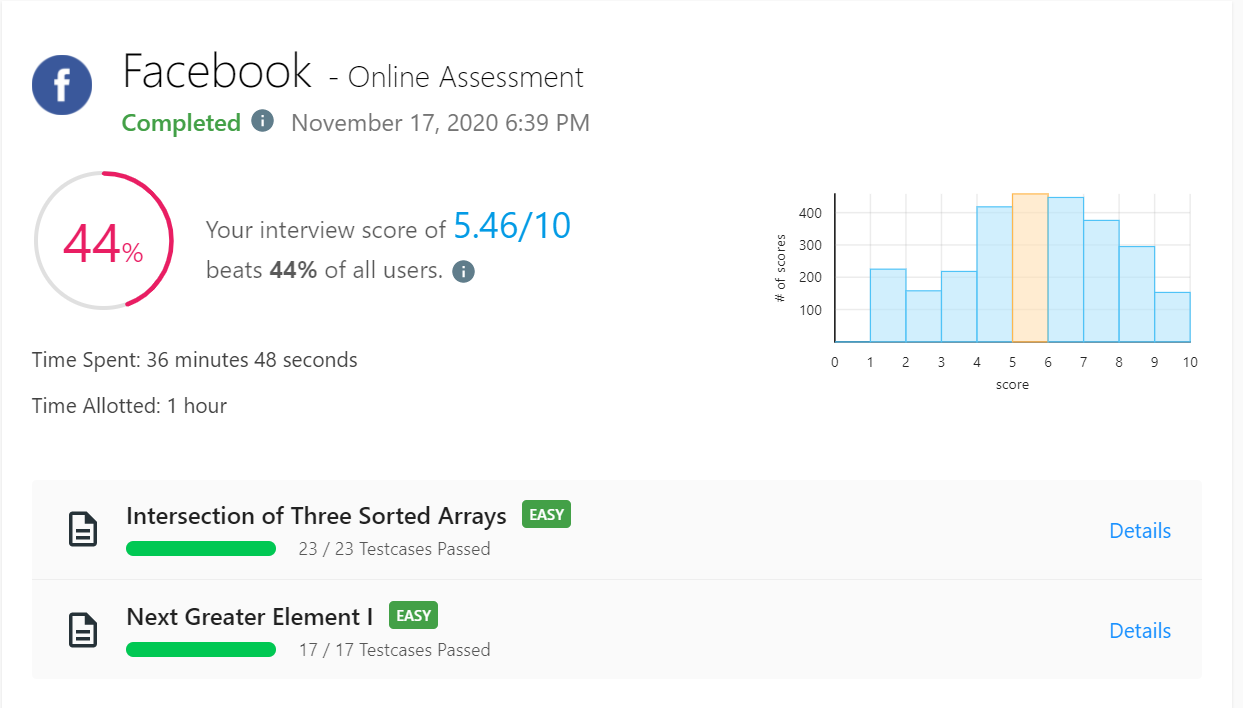 Facebook - Online Assessment
Completed i November 17, 2020 6:39 PM
44%
Your interview score of 5.46/10
beats 44% of all users. i
Time Spent: 36 minutes 48 seconds
Time Allotted: 1 hour
# of scores
400
300
200
100
0 1 2 3 4 5 6 7 8 9 10
score
Intersection of Three Sorted Arrays EASY
23 / 23 Testcases Passed
Details
Next Greater Element I EASY
17 / 17 Testcases Passed
Details